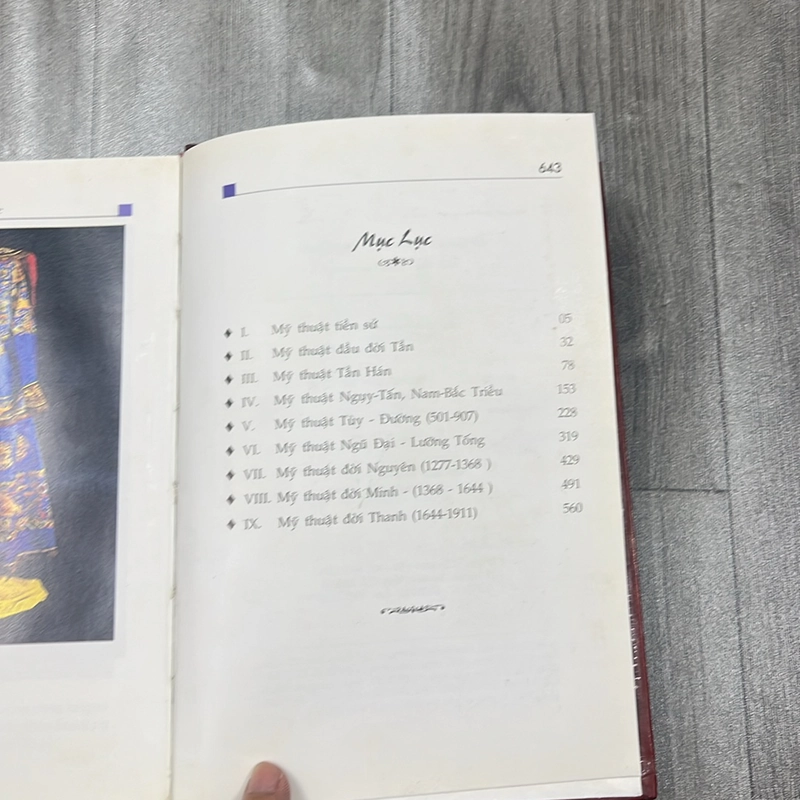 643
Mục Lục
I. Mỹ thuật tiền sử 05
II. Mỹ thuật đầu đời Tần 32
III. Mỹ thuật Tần Hán 78
IV. Mỹ thuật Ngụy-Tấn, Nam-Bắc Triều 153
V. Mỹ thuật Tùy - Đường (501-907) 228
VI. Mỹ thuật Ngũ Đại - Lưỡng Tống 319
VII. Mỹ thuật đời Nguyên (1277-1368 ) 429
VIII. Mỹ thuật đời Minh - (1368 - 1644 ) 491
IX. Mỹ thuật đời Thanh (1644-1911) 560